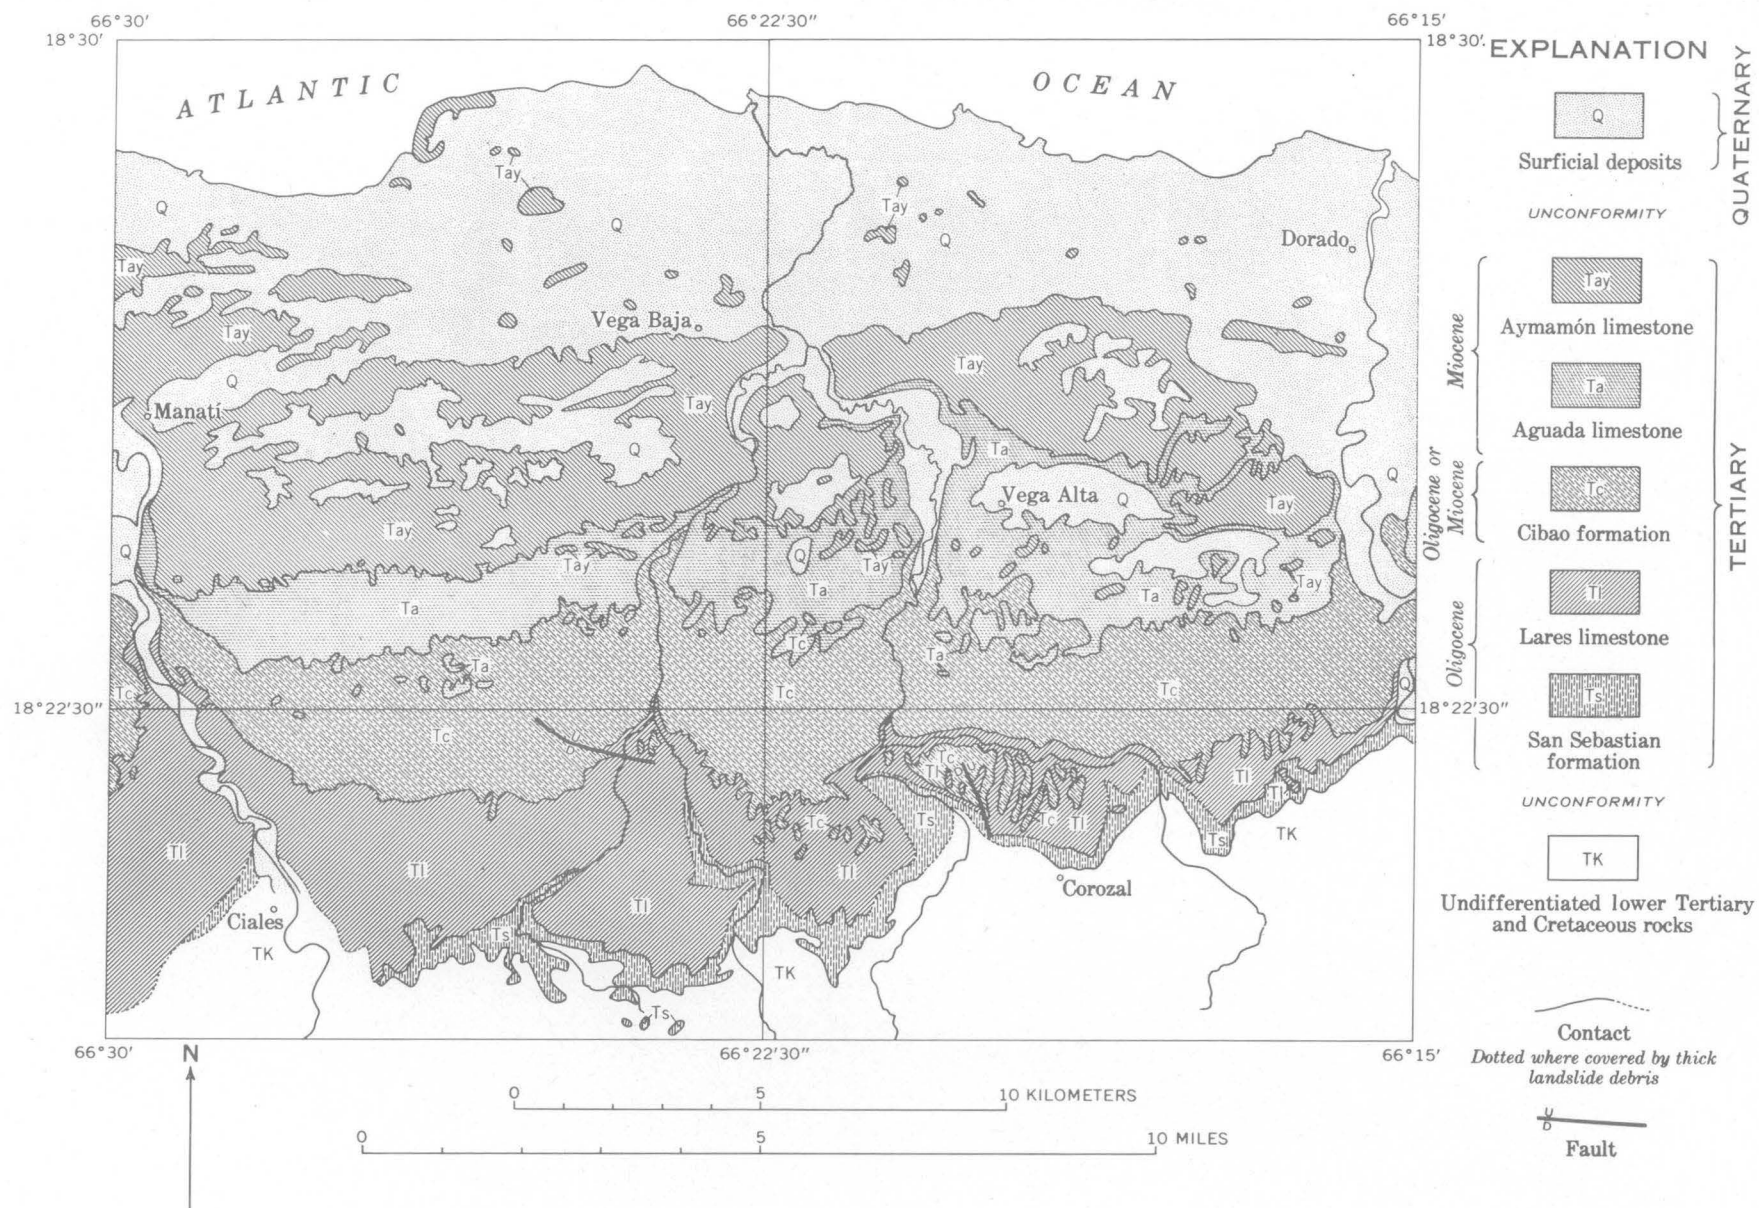 66°30′ 66°22′30″ 66°15′
18°30′ 18°30′
ATLANTIC OCEAN
Q
Tay
Tay
Q
Q
Tay
Dorado
Tay
Vega Baja
Tay
Tay
Q
Manatí
Tay
Q
Ta
Q
Vega Alta
Q
Tay
Tay
Q
Q
Tay
Tay
Ta
Ta
Ta
Tay
Tc
Ta
Ta
Tc
Tc
Tc
Q
18°22′30″ 18°22′30″
Tc
U
D
Tc
Tl
Tl
Tl
Tc
Ts
Tc
Tl
Ts
TK
Tl
Tl
Tl
Corozal
Tl
Ciales
Ts
TK
TK
Ts
66°30′ 66°22′30″ 66°15′
N
0 5 10 KILOMETERS
0 5 10 MILES
EXPLANATION
Q
Surficial deposits
QUATERNARY
UNCONFORMITY
Tay
Aymamón limestone
Ta
Aguada limestone
Miocene
Tc
Cibao formation
Oligocene or
Miocene
Tl
Lares limestone
Ts
San Sebastian
formation
Oligocene
TERTIARY
UNCONFORMITY
TK
Undifferentiated lower Tertiary
and Cretaceous rocks
Contact
Dotted where covered by thick
landslide debris
U
D
Fault